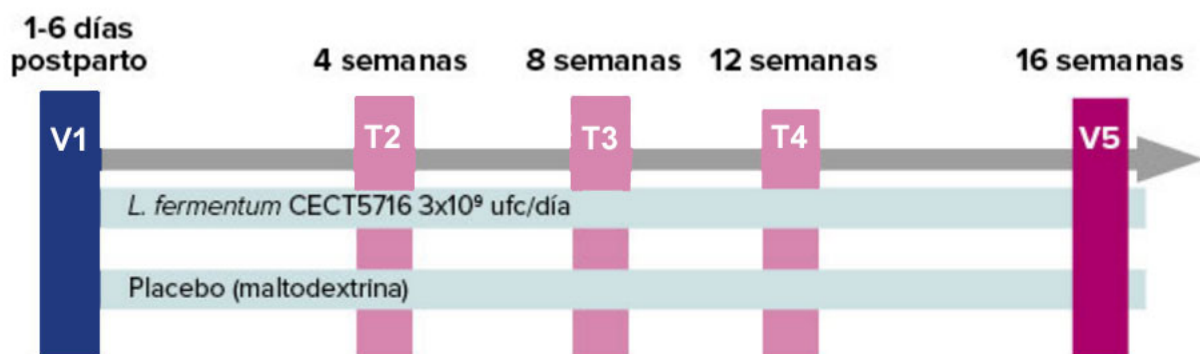 1-6 días
postparto
4 semanas
8 semanas
12 semanas
16 semanas
V1
T2
T3
T4
V5
L. fermentum CECT5716 3x10⁹ ufc/día
Placebo (maltodextrina)